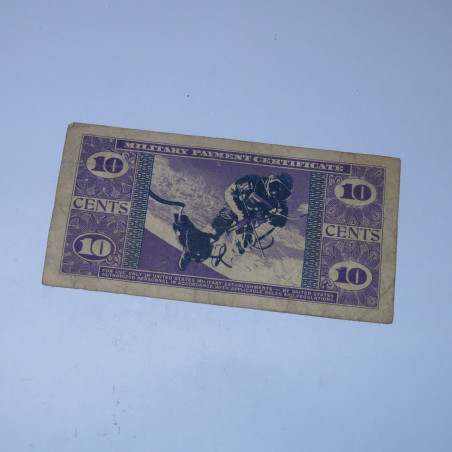 MILITARY PAYMENT CERTIFICATE
10 10
CENTS CENTS
10 10
FOR USE ONLY IN UNITED STATES MILITARY ESTABLISHMENTS — BY UNITED STATES
AUTHORIZED PERSONNEL IN ACCORDANCE WITH APPLICABLE RULES AND REGULATIONS.